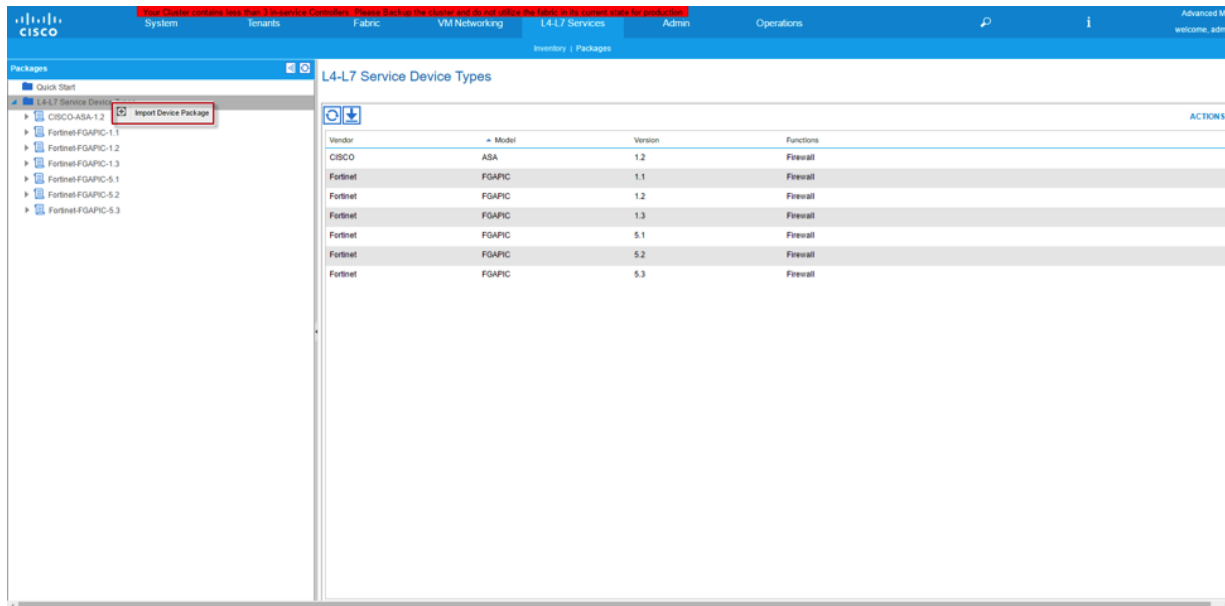 Your Cluster contains less than 3 in-service Controllers. Please Backup the cluster and do not utilize the fabric in its current state for production
CISCO
System Tenants Fabric VM Networking L4-L7 Services Admin Operations
Advanced
welcome,
Inventory | Packages
Packages
Quick Start
L4-L7 Service Device
Import Device Package
CISCO-ASA-1.2
Fortinet-FGAPIC-1.1
Fortinet-FGAPIC-1.2
Fortinet-FGAPIC-1.3
Fortinet-FGAPIC-5.1
Fortinet-FGAPIC-5.2
Fortinet-FGAPIC-5.3
L4-L7 Service Device Types
ACTIONS
Vendor Model Version Functions
CISCO ASA 1.2 Firewall
Fortinet FGAPIC 1.1 Firewall
Fortinet FGAPIC 1.2 Firewall
Fortinet FGAPIC 1.3 Firewall
Fortinet FGAPIC 5.1 Firewall
Fortinet FGAPIC 5.2 Firewall
Fortinet FGAPIC 5.3 Firewall